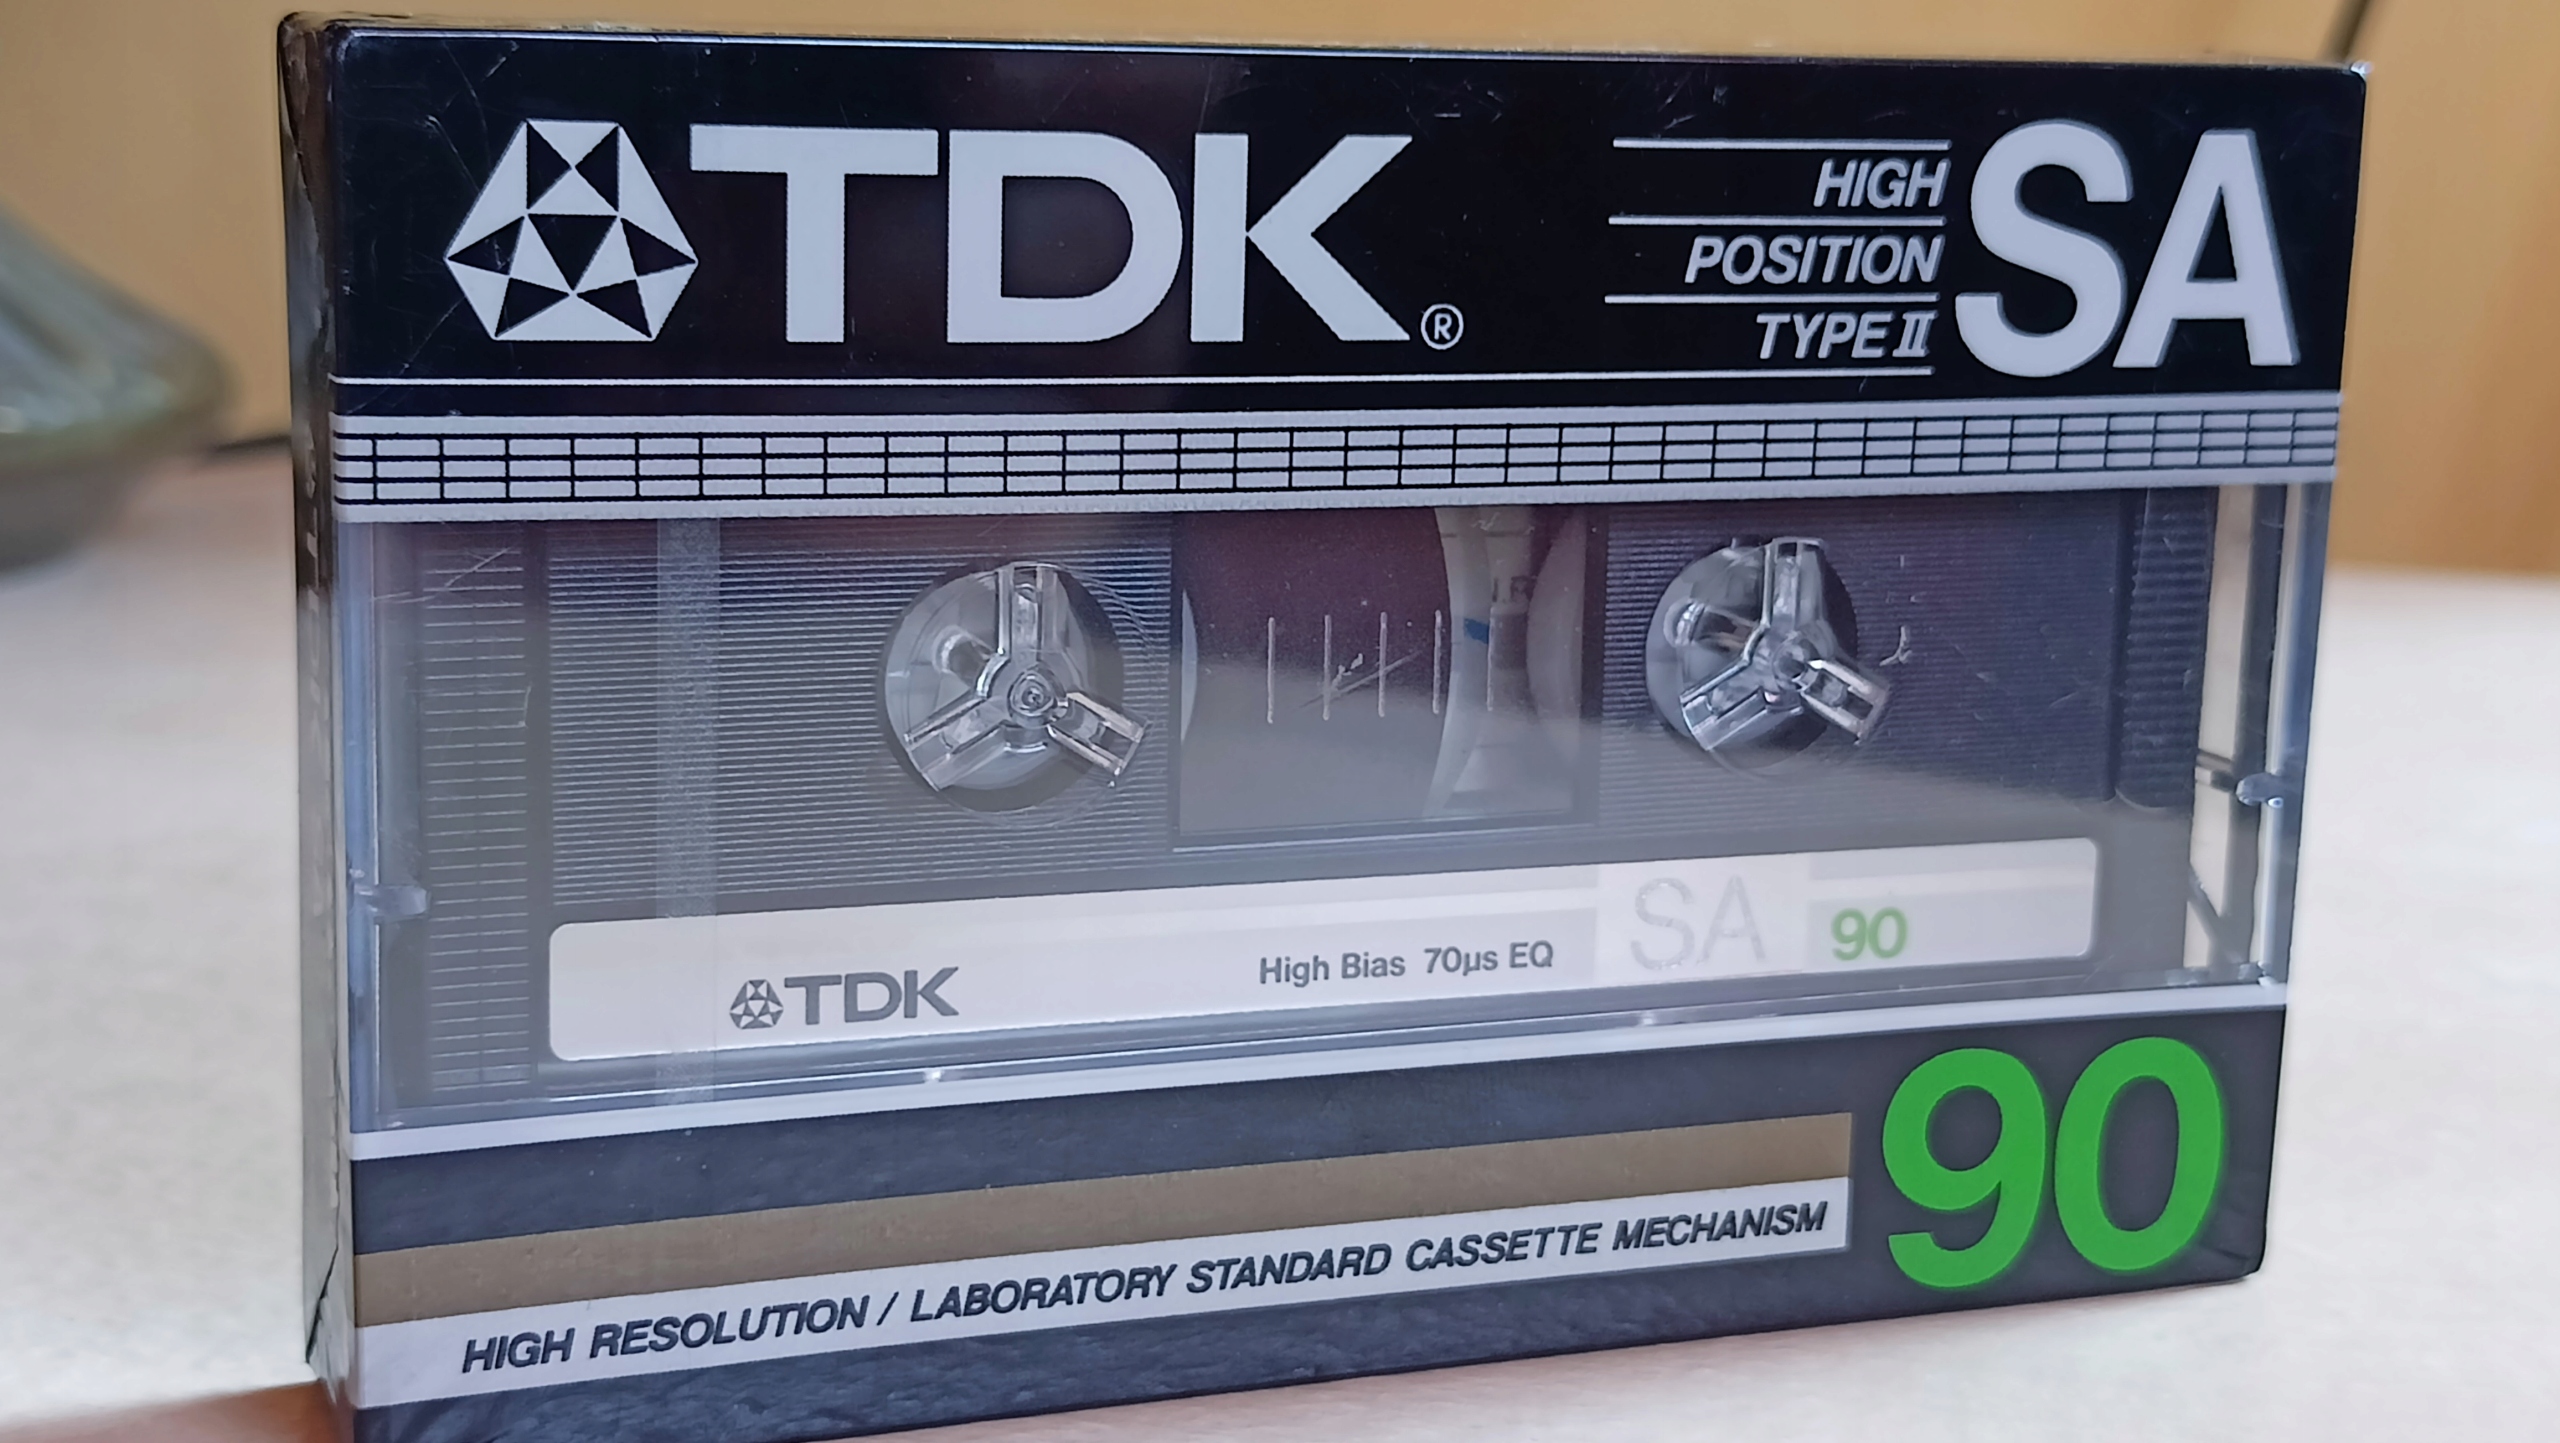 TDK®
HIGH
POSITION
TYPE II
SA
TDK
High Bias 70µs EQ
SA
90
90
HIGH RESOLUTION / LABORATORY STANDARD CASSETTE MECHANISM